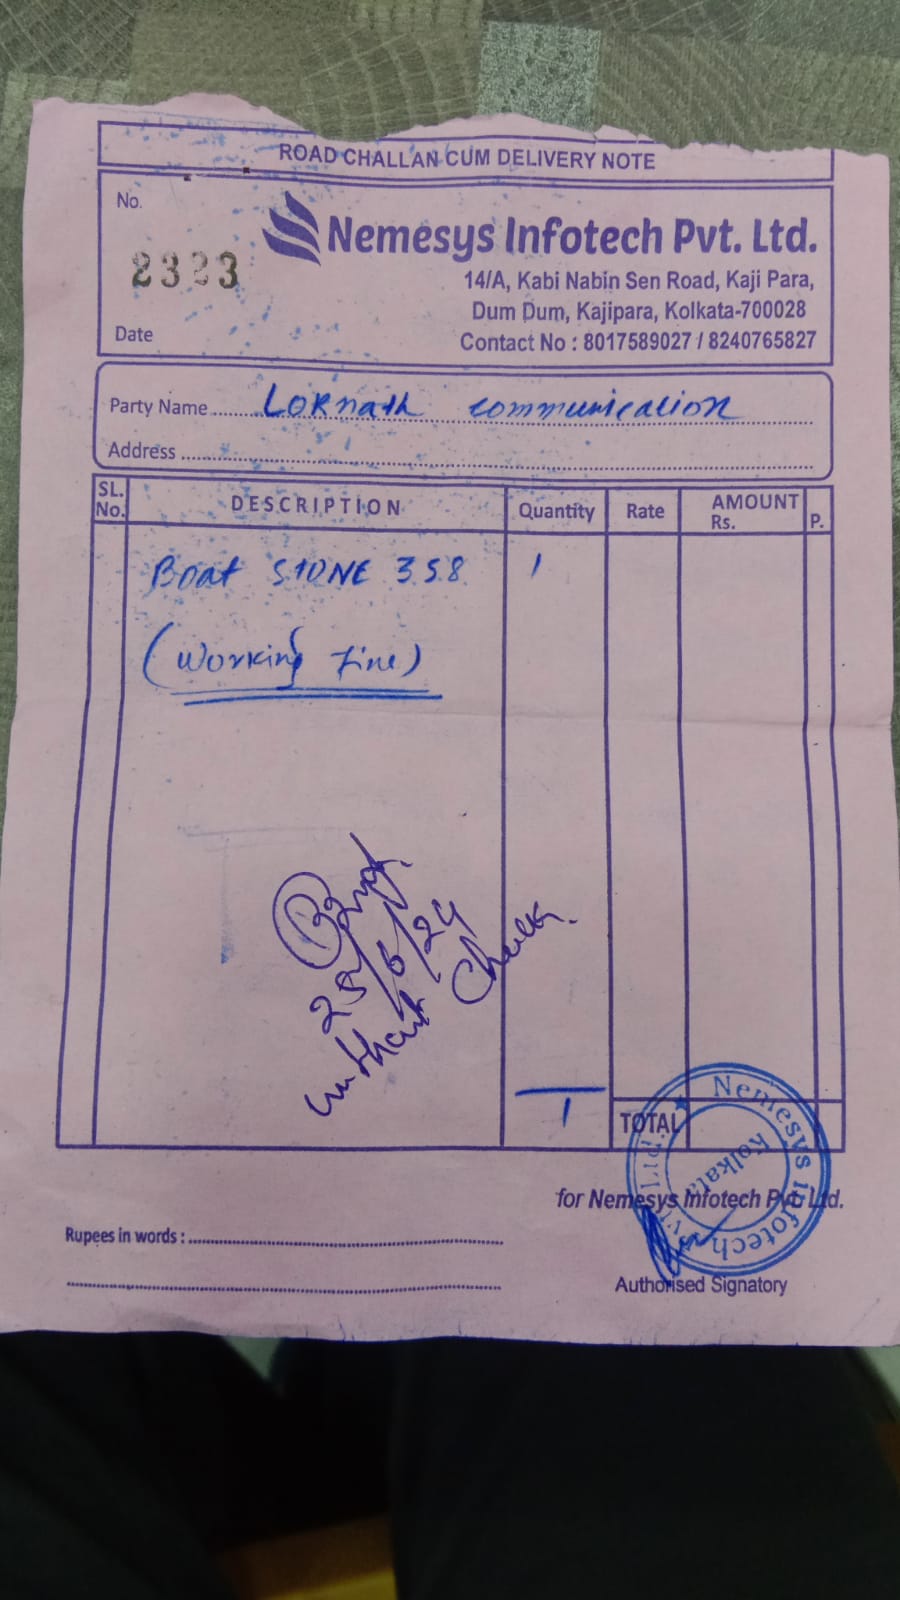 ROAD CHALLAN CUM DELIVERY NOTE
No.
2323
Nemesys Infotech Pvt. Ltd.
14/A, Kabi Nabin Sen Road, Kaji Para,
Dum Dum, Kajipara, Kolkata-700028
Contact No : 8017589027 / 8240765827
Date
Party Name Loknath communication
Address
SL. No. DESCRIPTION Quantity Rate AMOUNT Rs. P.
Boat STONE 358 1
(Working Fine)
25/6/24
without Check.
1
TOTAL
Nemesys Infotech Pvt. Ltd.
Kolkata
for Nemesys Infotech Pvt. Ltd.
Rupees in words :
Authorised Signatory